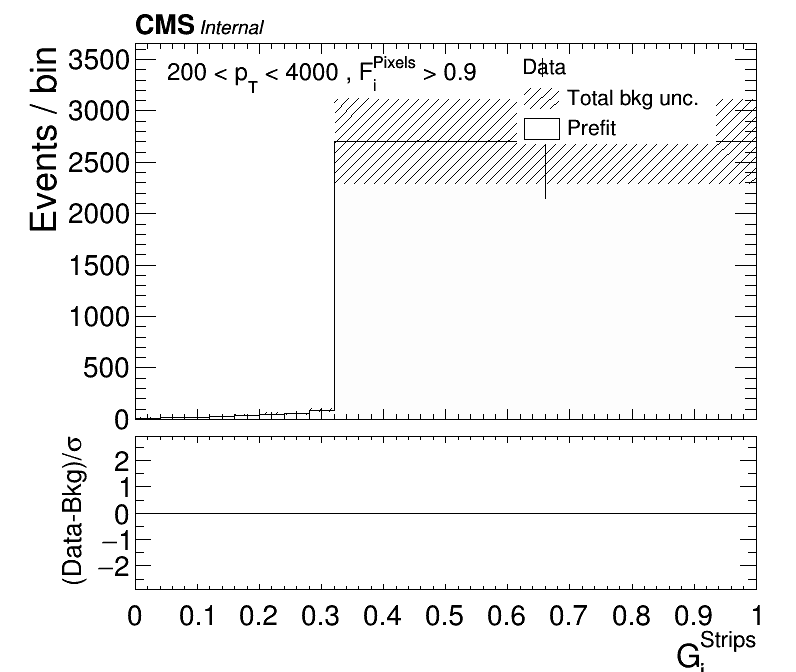 CMS Internal
200 < p_T < 4000 , F_i^Pixels > 0.9
Data
Total bkg unc.
Prefit
Events / bin
3500
3000
2500
2000
1500
1000
500
0
(Data-Bkg)/σ
2
1
0
−1
−2
0 0.1 0.2 0.3 0.4 0.5 0.6 0.7 0.8 0.9 1
G_i^Strips